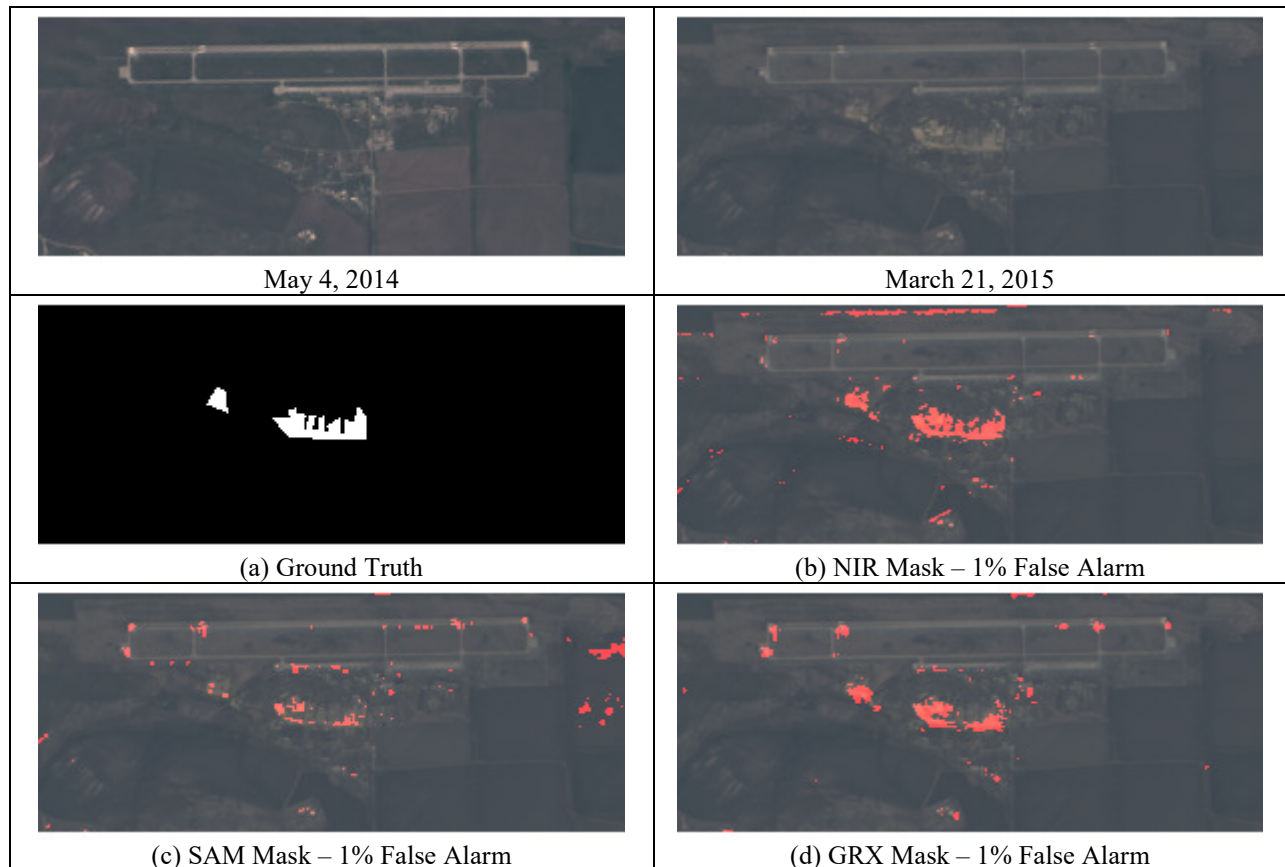 May 4, 2014
March 21, 2015
(a) Ground Truth
(b) NIR Mask – 1% False Alarm
(c) SAM Mask – 1% False Alarm
(d) GRX Mask – 1% False Alarm